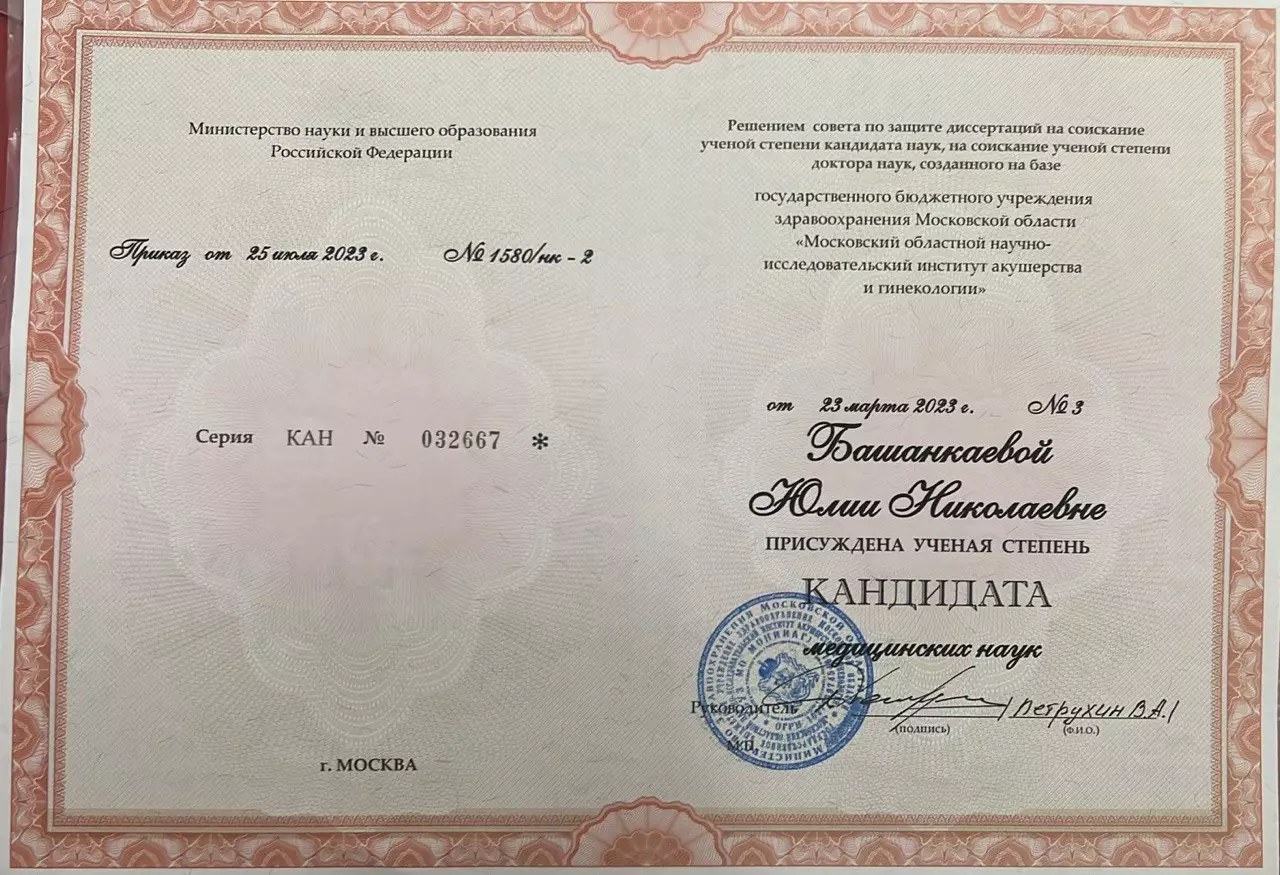 Министерство науки и высшего образования
Российской Федерации
Приказ от 25 июля 2023 г. № 1580/нк - 2
Серия КАН № 032667 *
г. МОСКВА
Решением совета по защите диссертаций на соискание
ученой степени кандидата наук, на соискание ученой степени
доктора наук, созданного на базе
государственного бюджетного учреждения
здравоохранения Московской области
«Московский областной научно-
исследовательский институт акушерства
и гинекологии»
от 23 марта 2023 г. № 3
Башанкаевой
Юлии Николаевне
ПРИСУЖДЕНА УЧЕНАЯ СТЕПЕНЬ
КАНДИДАТА
медицинских наук
Руководитель / Петрухин В.А. /
(подпись) (Ф.И.О.)
М.П.